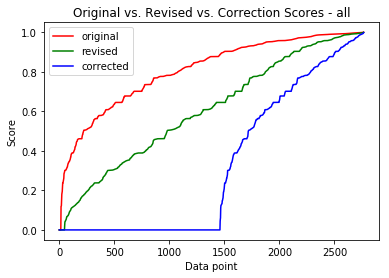 Original vs. Revised vs. Correction Scores - all
original
revised
corrected
Score
1.0
0.8
0.6
0.4
0.2
0.0
0
500
1000
1500
2000
2500
Data point